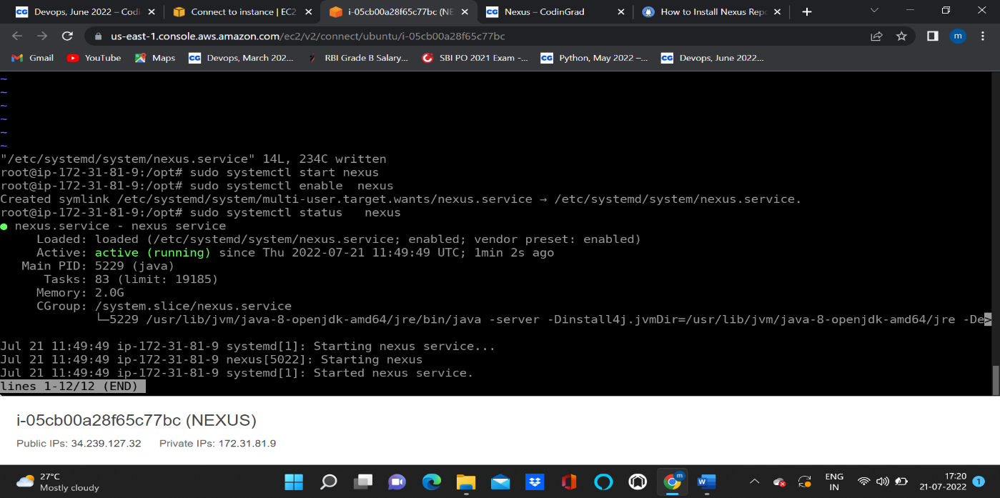 Devops, June 2022 – Codi
Connect to instance | EC2
i-05cb00a28f65c77bc (NE
Nexus – CodinGrad
How to Install Nexus Repo
us-east-1.console.aws.amazon.com/ec2/v2/connect/ubuntu/i-05cb00a28f65c77bc
m
Gmail
YouTube
Maps
CG
Devops, March 202...
RBI Grade B Salary...
SBI PO 2021 Exam -...
CG
Python, May 2022 –...
CG
Devops, June 2022...
~
~
~
~
~
~
"/etc/systemd/system/nexus.service" 14L, 234C written
root@ip-172-31-81-9:/opt# sudo systemctl start nexus
root@ip-172-31-81-9:/opt# sudo systemctl enable  nexus
Created symlink /etc/systemd/system/multi-user.target.wants/nexus.service → /etc/systemd/system/nexus.service.
root@ip-172-31-81-9:/opt# sudo systemctl status   nexus
● nexus.service - nexus service
     Loaded: loaded (/etc/systemd/system/nexus.service; enabled; vendor preset: enabled)
     Active: active (running) since Thu 2022-07-21 11:49:49 UTC; 1min 2s ago
   Main PID: 5229 (java)
      Tasks: 83 (limit: 19185)
     Memory: 2.0G
     CGroup: /system.slice/nexus.service
             └─5229 /usr/lib/jvm/java-8-openjdk-amd64/jre/bin/java -server -Dinstall4j.jvmDir=/usr/lib/jvm/java-8-openjdk-amd64/jre -De>
Jul 21 11:49:49 ip-172-31-81-9 systemd[1]: Starting nexus service...
Jul 21 11:49:49 ip-172-31-81-9 nexus[5022]: Starting nexus
Jul 21 11:49:49 ip-172-31-81-9 systemd[1]: Started nexus service.
lines 1-12/12 (END)
i-05cb00a28f65c77bc (NEXUS)
Public IPs: 34.239.127.32   Private IPs: 172.31.81.9
27°C
Mostly cloudy
m
W
ENG
IN
17:20
21-07-2022
1